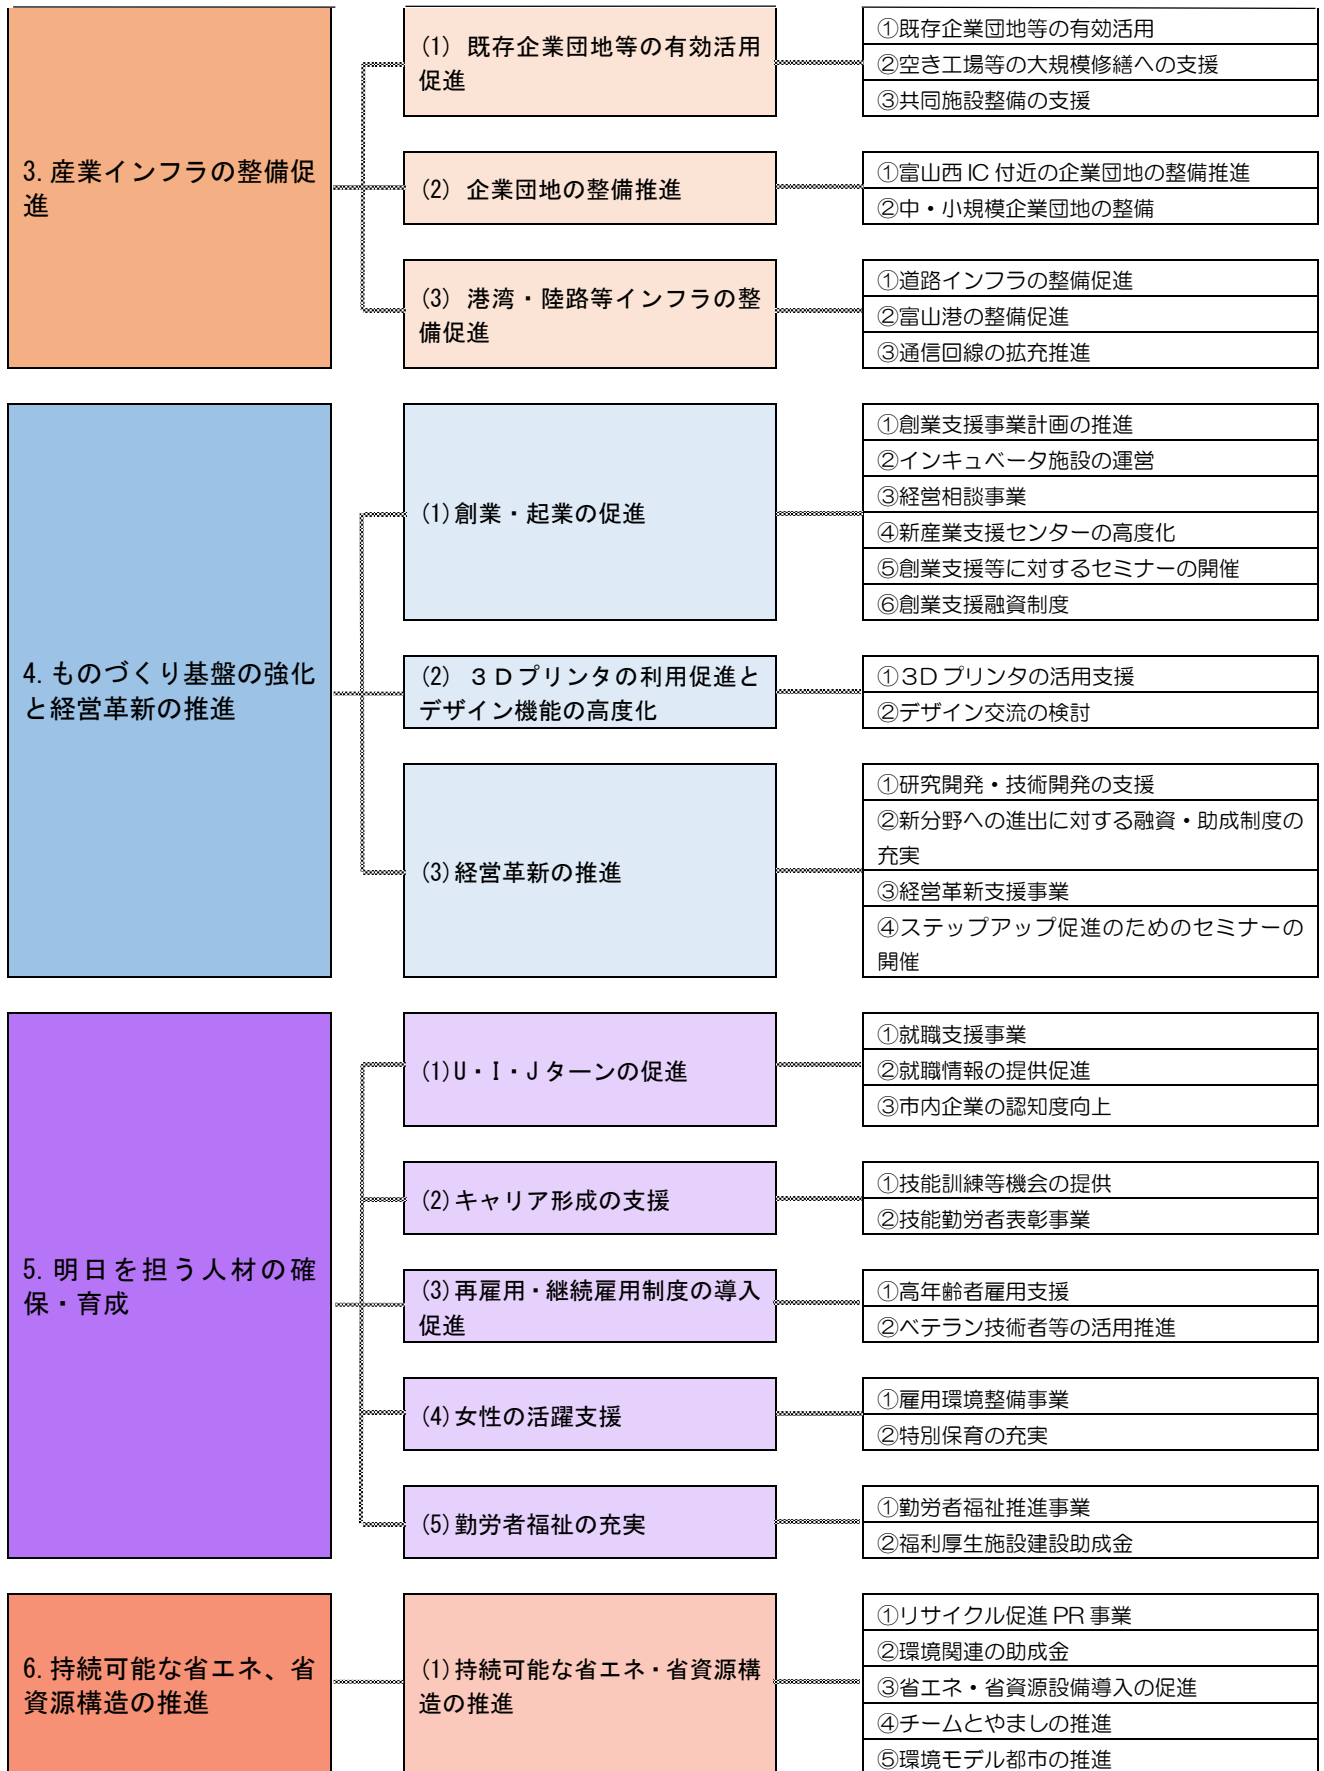 3.産業インフラの整備促
進
(1) 既存企業団地等の有効活用
促進
①既存企業団地等の有効活用
②空き工場等の大規模修繕への支援
③共同施設整備の支援
(2) 企業団地の整備推進
①富山西IC付近の企業団地の整備推進
②中・小規模企業団地の整備
(3) 港湾・陸路等インフラの整
備促進
①道路インフラの整備促進
②富山港の整備促進
③通信回線の拡充推進
4.ものづくり基盤の強化
と経営革新の推進
(1)創業・起業の促進
①創業支援事業計画の推進
②インキュベータ施設の運営
③経営相談事業
④新産業支援センターの高度化
⑤創業支援等に対するセミナーの開催
⑥創業支援融資制度
(2) 3Dプリンタの利用促進と
デザイン機能の高度化
①3Dプリンタの活用支援
②デザイン交流の検討
(3)経営革新の推進
①研究開発・技術開発の支援
②新分野への進出に対する融資・助成制度の
充実
③経営革新支援事業
④ステップアップ促進のためのセミナーの
開催
5.明日を担う人材の確
保・育成
(1)U・I・Jターンの促進
①就職支援事業
②就職情報の提供促進
③市内企業の認知度向上
(2)キャリア形成の支援
①技能訓練等機会の提供
②技能勤労者表彰事業
(3)再雇用・継続雇用制度の導入
促進
①高年齢者雇用支援
②ベテラン技術者等の活用推進
(4)女性の活躍支援
①雇用環境整備事業
②特別保育の充実
(5)勤労者福祉の充実
①勤労者福祉推進事業
②福利厚生施設建設助成金
6.持続可能な省エネ、省
資源構造の推進
(1)持続可能な省エネ・省資源構
造の推進
①リサイクル促進PR事業
②環境関連の助成金
③省エネ・省資源設備導入の促進
④チームとやましの推進
⑤環境モデル都市の推進